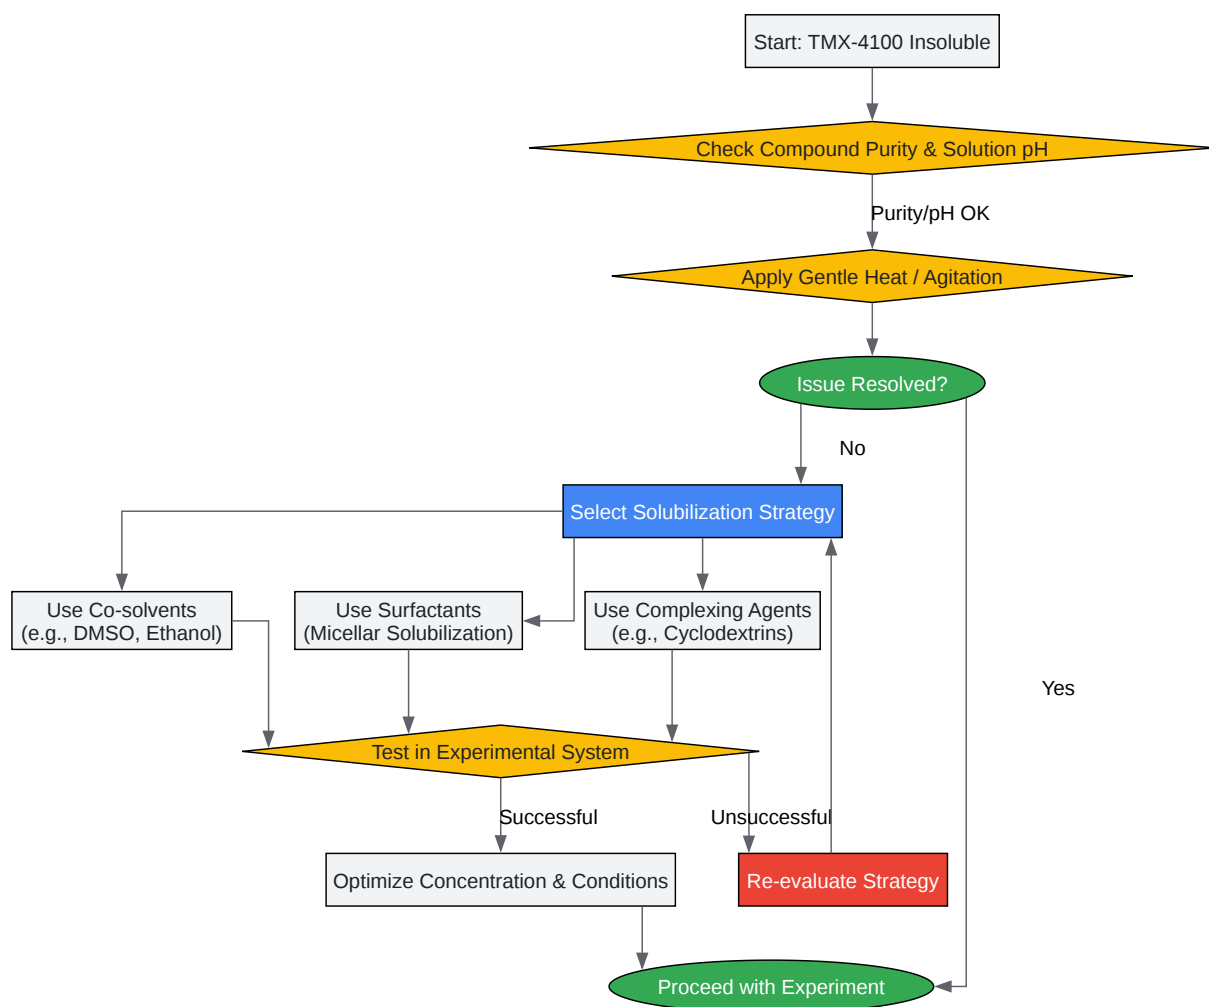 Start: TMX-4100 Insoluble
Check Compound Purity & Solution pH
Purity/pH OK
Apply Gentle Heat / Agitation
Issue Resolved?
No
Select Solubilization Strategy
Use Co-solvents
(e.g., DMSO, Ethanol)
Use Surfactants
(Micellar Solubilization)
Use Complexing Agents
(e.g., Cyclodextrins)
Yes
Test in Experimental System
Successful
Unsuccessful
Optimize Concentration & Conditions
Re-evaluate Strategy
Proceed with Experiment